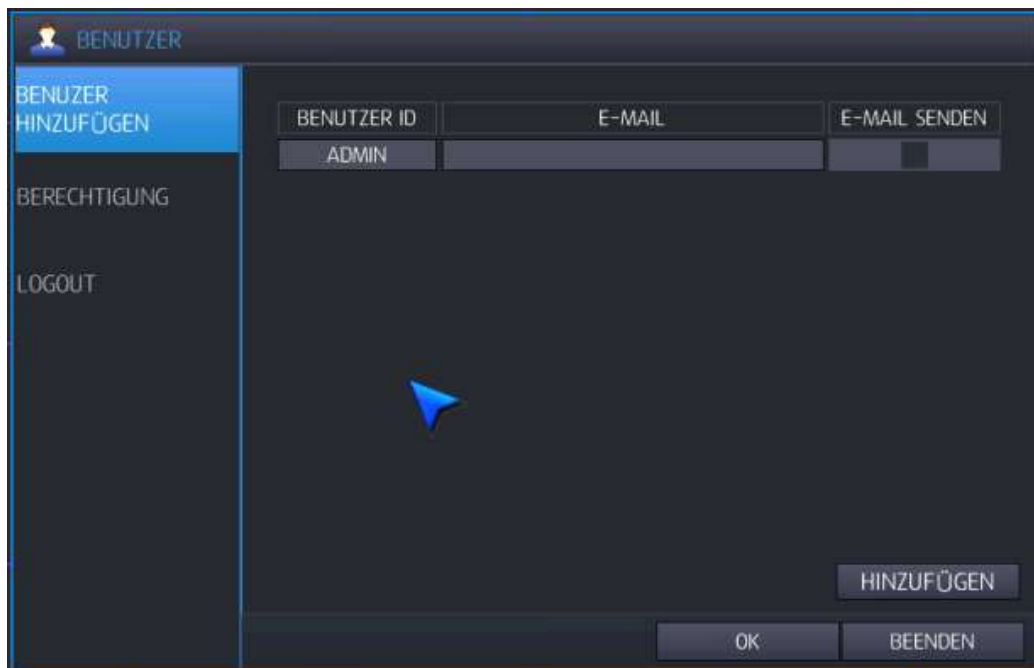 BENUTZER
BENUZER
HINZUFÜGEN
BERECHTIGUNG
LOGOUT
BENUTZER ID E-MAIL E-MAIL SENDEN
ADMIN
HINZUFÜGEN
OK BEENDEN